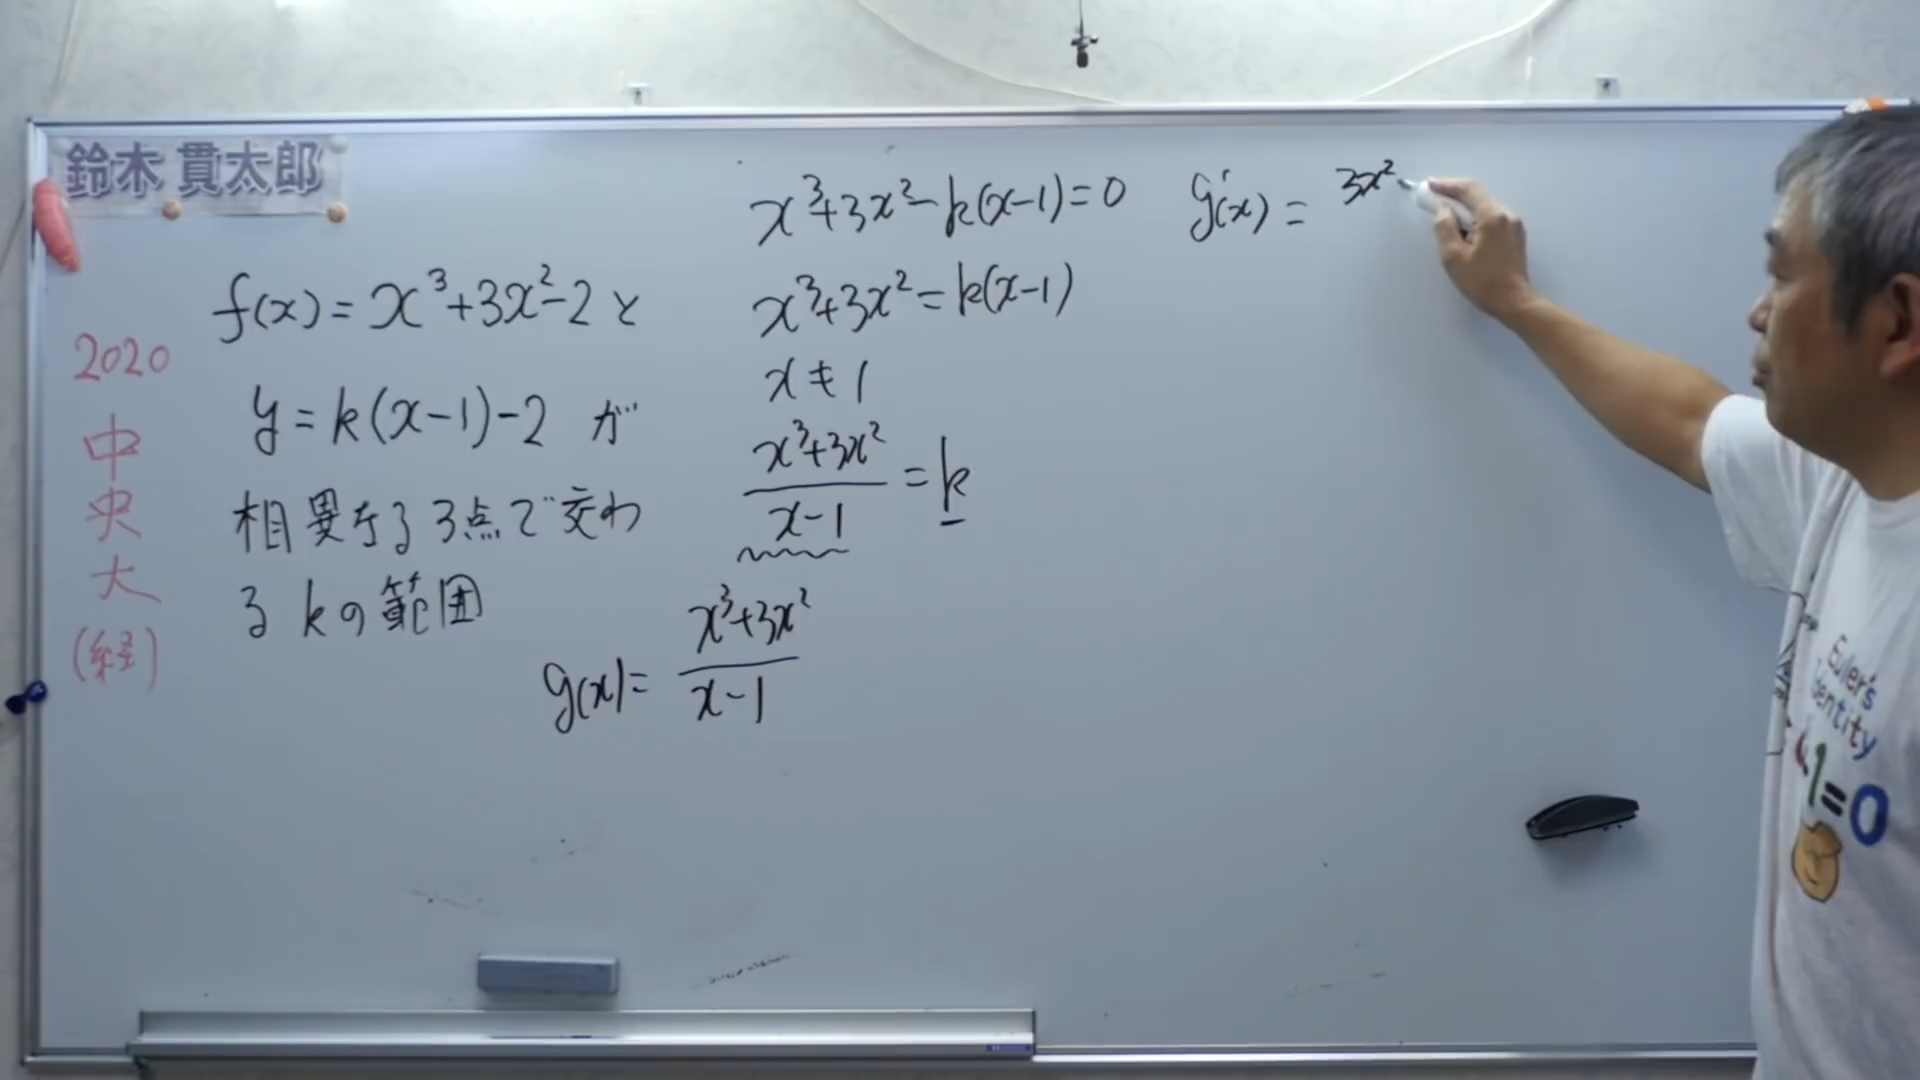 鈴木 貫太郎
2020
中
央
大
(経)
f(x) = x³+3x²-2 と
y = k(x-1)-2 が
相異なる3点で交わ
る kの範囲
x³+3x²-k(x-1)=0
x³+3x²=k(x-1)
x≠1
x³+3x²
x-1
= k
g(x)=
x³+3x²
x-1
g'(x) = 3x²
Euler's
Identity
1=0